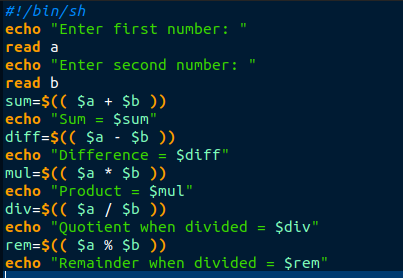 #!/bin/sh
echo "Enter first number: "
read a
echo "Enter second number: "
read b
sum=$(( $a + $b ))
echo "Sum = $sum"
diff=$(( $a - $b ))
echo "Difference = $diff"
mul=$(( $a * $b ))
echo "Product = $mul"
div=$(( $a / $b ))
echo "Quotient when divided = $div"
rem=$(( $a % $b ))
echo "Remainder when divided = $rem"